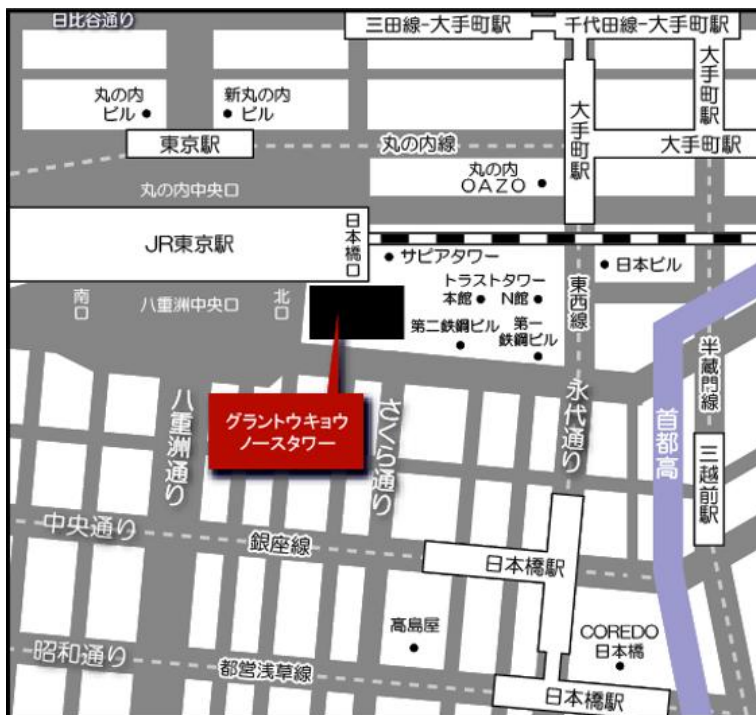 日比谷通り
三田線-大手町駅
千代田線-大手町駅
大手町駅
大手町駅
丸の内
ビル
新丸の内
ビル
東京駅
丸の内線
大手町駅
丸の内
OAZO
丸の内中央口
JR東京駅
日本橋口
サピアタワー
日本ビル
トラストタワー
本館
N館
東西線
南口
八重洲中央口
北口
第二鉄鋼ビル
第一
鉄鋼ビル
半蔵門線
グラントウキョウ
ノースタワー
八重洲通り
さくら通り
永代通り
首都高
三越前駅
中央通り
銀座線
日本橋駅
髙島屋
COREDO
日本橋
昭和通り
都営浅草線
日本橋駅